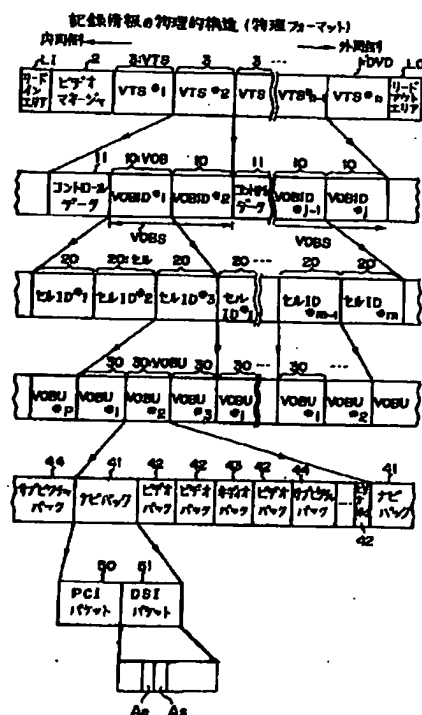 記録情報の物理的構造（物理フォーマット）
内周側 外周側
LI 2 3:VTS 3 3 … 1:DVD LO
リードインエリア ビデオマネージャ VTS#1 VTS#2 VTS VTS#n-1 VTS#n リードアウトエリア
11 10:VOB 10 11 10 10
コントロールデータ VOBID#1 VOBID#2 コントロールデータ VOBID#j-1 VOBID#j
VOBS VOBS
20 20:セル 20 20 … 20 20
セルID#1 セルID#2 セルID#3 セルID#1 セルID#m-1 セルID#m
30 30:VOBU 30 30 … 30 …
VOBU#P VOBU#1 VOBU#2 VOBU#3 VOBU#1 VOBU#1 VOBU#2
44 41 42 42 43 42 44 41
サブピクチャパック ナビパック ビデオパック ビデオパック オーディオパック ビデオパック サブピクチャパック … ナビパック
42
50 51
PCIパケット DSIパケット
Ae As